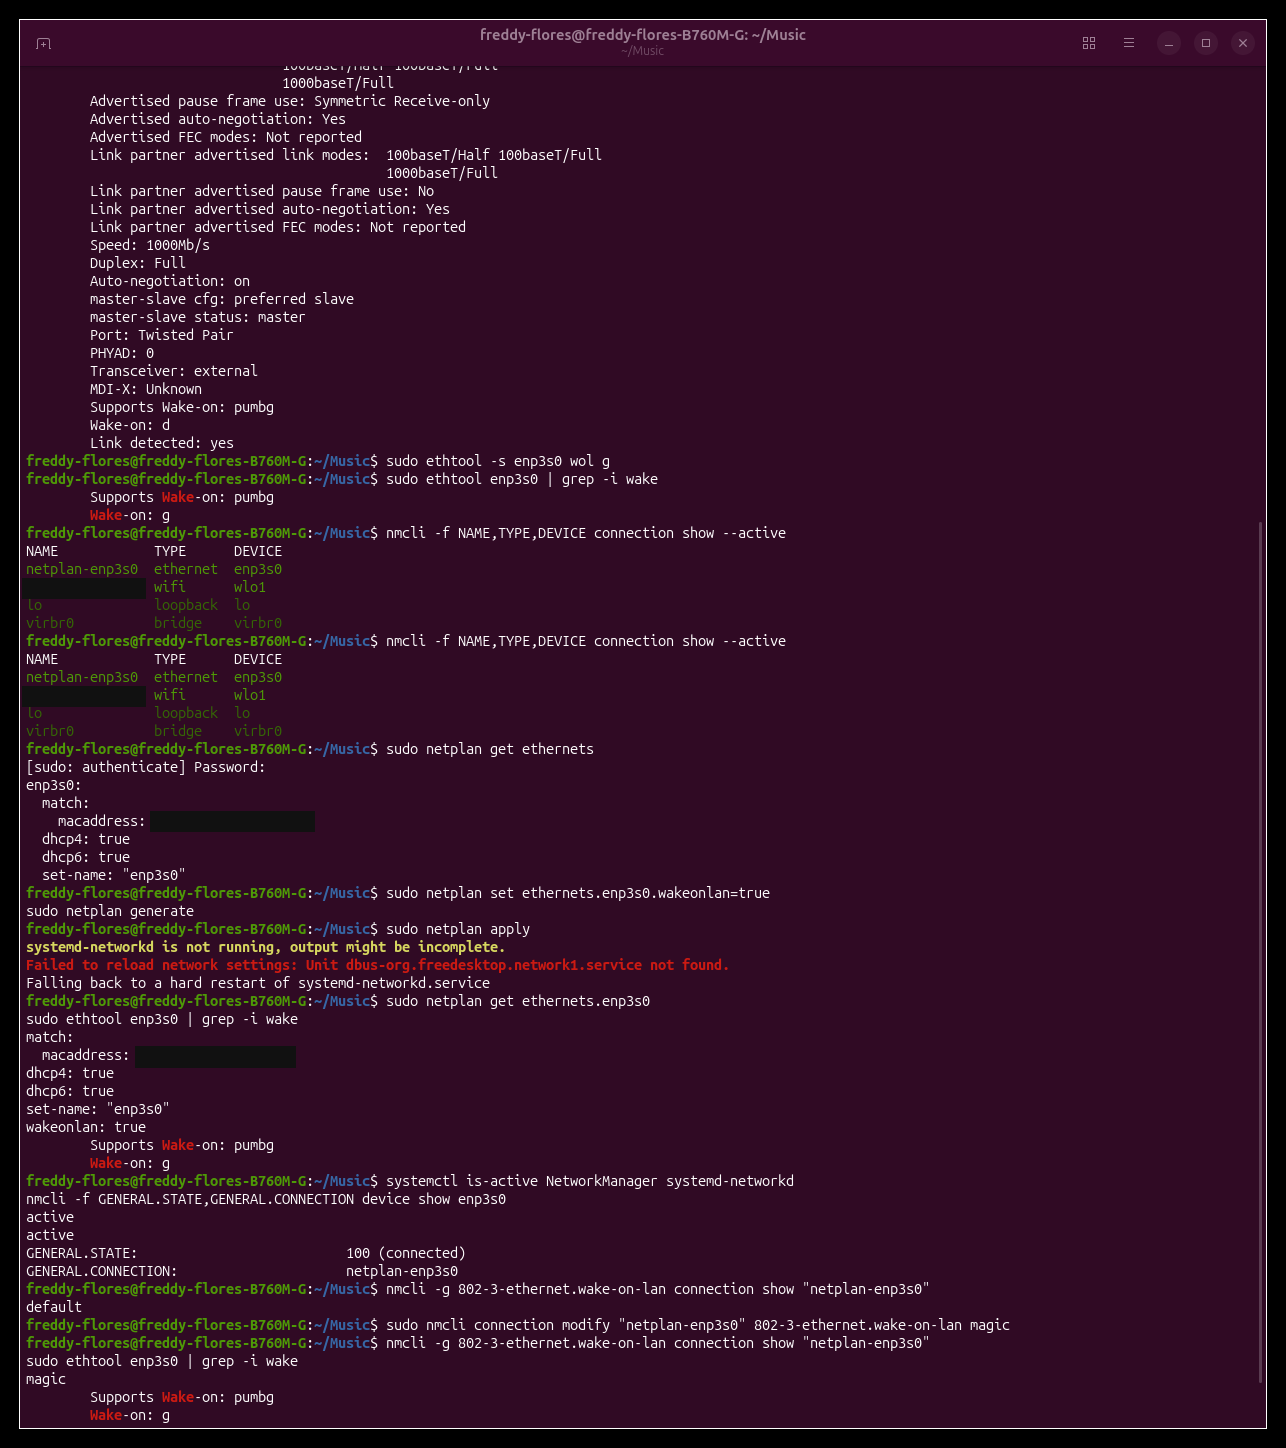 freddy-flores@freddy-flores-B760M-G: ~/Music
~/Music
100baseT/Half 100baseT/Full
1000baseT/Full
Advertised pause frame use: Symmetric Receive-only
Advertised auto-negotiation: Yes
Advertised FEC modes: Not reported
Link partner advertised link modes:  100baseT/Half 100baseT/Full
1000baseT/Full
Link partner advertised pause frame use: No
Link partner advertised auto-negotiation: Yes
Link partner advertised FEC modes: Not reported
Speed: 1000Mb/s
Duplex: Full
Auto-negotiation: on
master-slave cfg: preferred slave
master-slave status: master
Port: Twisted Pair
PHYAD: 0
Transceiver: external
MDI-X: Unknown
Supports Wake-on: pumbg
Wake-on: d
Link detected: yes
freddy-flores@freddy-flores-B760M-G:~/Music$ sudo ethtool -s enp3s0 wol g
freddy-flores@freddy-flores-B760M-G:~/Music$ sudo ethtool enp3s0 | grep -i wake
Supports Wake-on: pumbg
Wake-on: g
freddy-flores@freddy-flores-B760M-G:~/Music$ nmcli -f NAME,TYPE,DEVICE connection show --active
NAME            TYPE      DEVICE
netplan-enp3s0  ethernet  enp3s0
wifi      wlo1
lo              loopback  lo
virbr0          bridge    virbr0
freddy-flores@freddy-flores-B760M-G:~/Music$ nmcli -f NAME,TYPE,DEVICE connection show --active
NAME            TYPE      DEVICE
netplan-enp3s0  ethernet  enp3s0
wifi      wlo1
lo              loopback  lo
virbr0          bridge    virbr0
freddy-flores@freddy-flores-B760M-G:~/Music$ sudo netplan get ethernets
[sudo: authenticate] Password:
enp3s0:
match:
macaddress:
dhcp4: true
dhcp6: true
set-name: "enp3s0"
freddy-flores@freddy-flores-B760M-G:~/Music$ sudo netplan set ethernets.enp3s0.wakeonlan=true
sudo netplan generate
freddy-flores@freddy-flores-B760M-G:~/Music$ sudo netplan apply
systemd-networkd is not running, output might be incomplete.
Failed to reload network settings: Unit dbus-org.freedesktop.network1.service not found.
Falling back to a hard restart of systemd-networkd.service
freddy-flores@freddy-flores-B760M-G:~/Music$ sudo netplan get ethernets.enp3s0
sudo ethtool enp3s0 | grep -i wake
match:
macaddress:
dhcp4: true
dhcp6: true
set-name: "enp3s0"
wakeonlan: true
Supports Wake-on: pumbg
Wake-on: g
freddy-flores@freddy-flores-B760M-G:~/Music$ systemctl is-active NetworkManager systemd-networkd
nmcli -f GENERAL.STATE,GENERAL.CONNECTION device show enp3s0
active
active
GENERAL.STATE:                          100 (connected)
GENERAL.CONNECTION:                     netplan-enp3s0
freddy-flores@freddy-flores-B760M-G:~/Music$ nmcli -g 802-3-ethernet.wake-on-lan connection show "netplan-enp3s0"
default
freddy-flores@freddy-flores-B760M-G:~/Music$ sudo nmcli connection modify "netplan-enp3s0" 802-3-ethernet.wake-on-lan magic
freddy-flores@freddy-flores-B760M-G:~/Music$ nmcli -g 802-3-ethernet.wake-on-lan connection show "netplan-enp3s0"
sudo ethtool enp3s0 | grep -i wake
magic
Supports Wake-on: pumbg
Wake-on: g